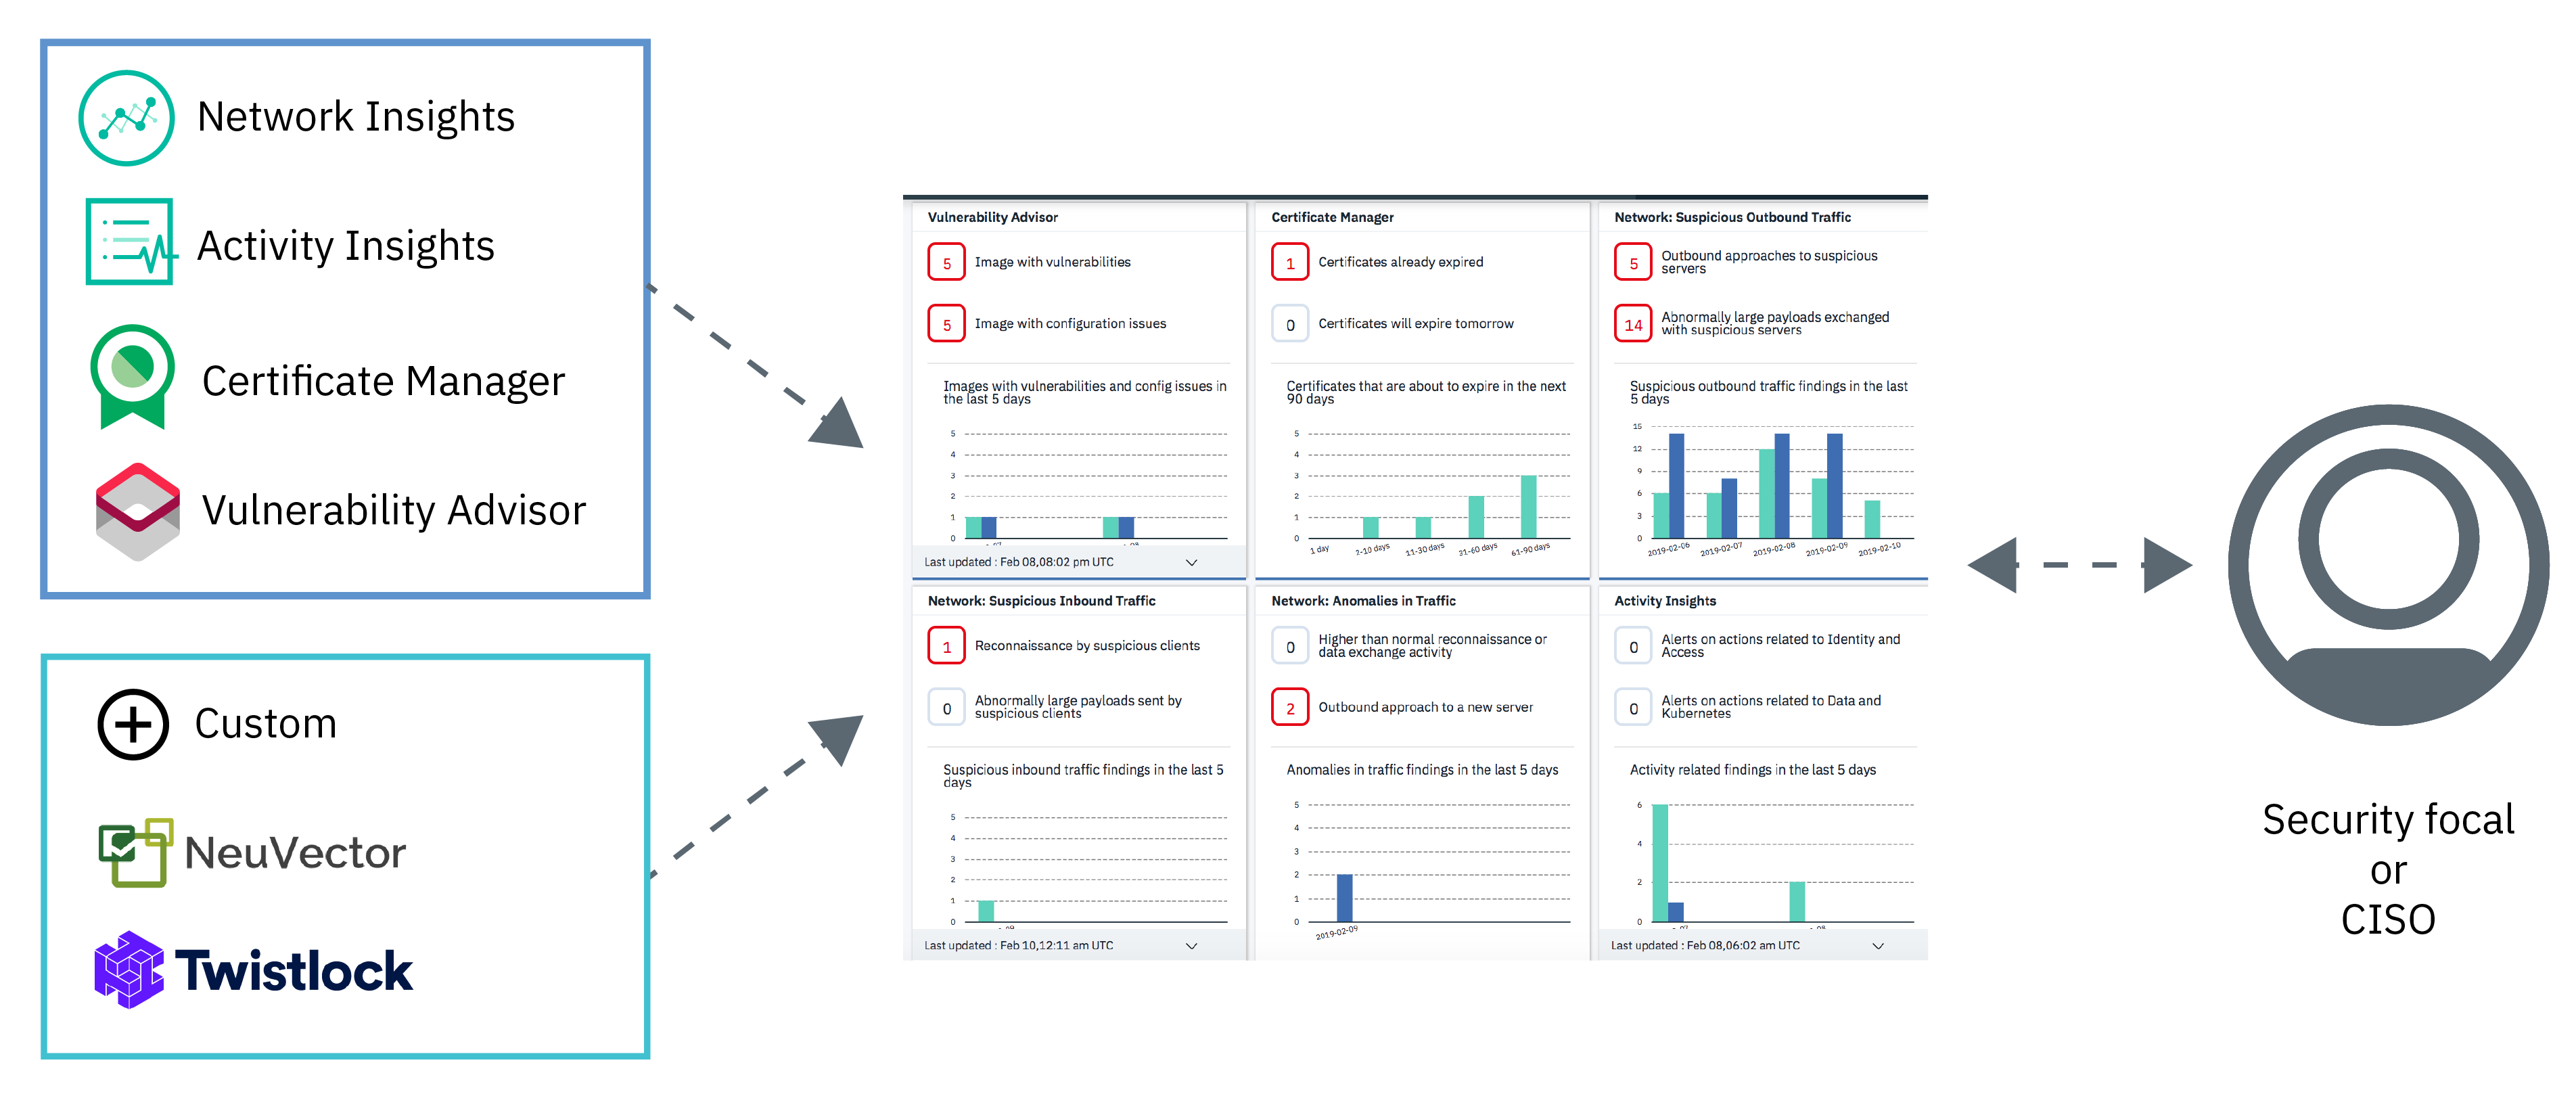 Network Insights
Activity Insights
Certificate Manager
Vulnerability Advisor
Custom
NeuVector
Twistlock
Vulnerability Advisor
5
Image with vulnerabilities
5
Image with configuration issues
Images with vulnerabilities and config issues in
the last 5 days
5
4
3
2
1
0
Last updated : Feb 08,08:02 pm UTC
Certificate Manager
1
Certificates already expired
0
Certificates will expire tomorrow
Certificates that are about to expire in the next
90 days
5
4
3
2
1
0
1 day
2-10 days
11-30 days
31-60 days
61-90 days
Network: Suspicious Outbound Traffic
5
Outbound approaches to suspicious
servers
14
Abnormally large payloads exchanged
with suspicious servers
Suspicious outbound traffic findings in the last
5 days
15
12
9
6
3
0
2019-02-06
2019-02-07
2019-02-08
2019-02-09
2019-02-10
Network: Suspicious Inbound Traffic
1
Reconnaissance by suspicious clients
0
Abnormally large payloads sent by
suspicious clients
Suspicious inbound traffic findings in the last 5
days
5
4
3
2
1
0
Last updated : Feb 10,12:11 am UTC
Network: Anomalies in Traffic
0
Higher than normal reconnaissance or
data exchange activity
2
Outbound approach to a new server
Anomalies in traffic findings in the last 5 days
5
4
3
2
1
0
2019-02-09
Activity Insights
0
Alerts on actions related to Identity and
Access
0
Alerts on actions related to Data and
Kubernetes
Activity related findings in the last 5 days
6
4
2
0
Last updated : Feb 08,06:02 am UTC
Security focal
or
CISO